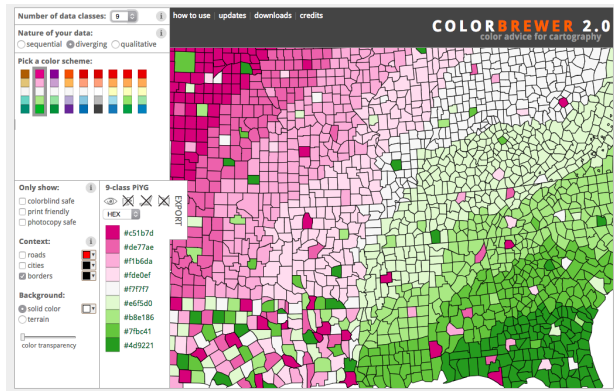 Number of data classes: 9 i
how to use | updates | downloads | credits
COLORBREWER 2.0
color advice for cartography
Nature of your data: i
sequential diverging qualitative
Pick a color scheme:
Only show: i
colorblind safe
print friendly
photocopy safe
Context: i
roads
cities
borders
Background:
solid color
terrain
color transparency
9-class PiYG
HEX
EXPORT
#c51b7d
#de77ae
#f1b6da
#fde0ef
#f7f7f7
#e6f5d0
#b8e186
#7fbc41
#4d9221